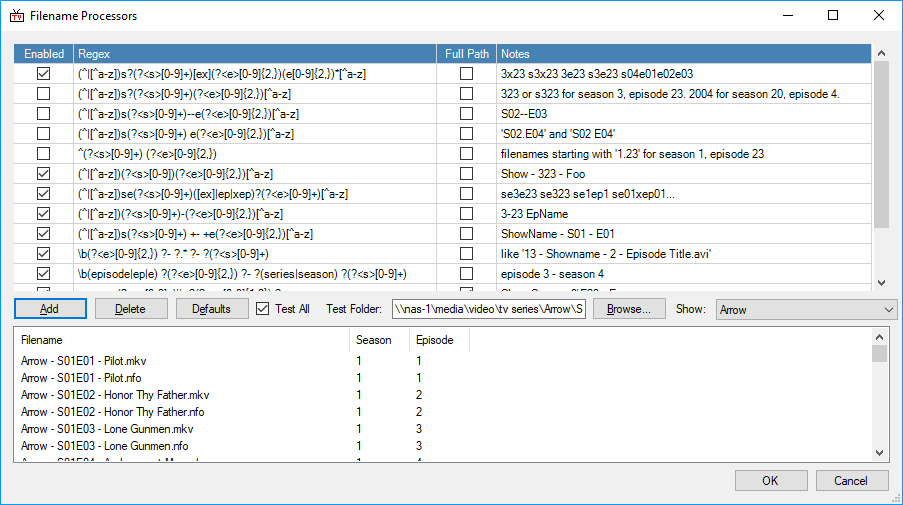 TV
Filename Processors
Enabled Regex Full Path Notes
(^|[^a-z])s?(?<s>[0-9]+)[ex](?<e>[0-9]{2,})(e[0-9]{2,})*[^a-z] 3x23 s3x23 3e23 s3e23 s04e01e02e03
(^|[^a-z])s?(?<s>[0-9]+)(?<e>[0-9]{2,})[^a-z] 323 or s323 for season 3, episode 23. 2004 for season 20, episode 4.
(^|[^a-z])s(?<s>[0-9]+)--e(?<e>[0-9]{2,})[^a-z] S02--E03
(^|[^a-z])s(?<s>[0-9]+) e(?<e>[0-9]{2,})[^a-z] 'S02.E04' and 'S02 E04'
^(?<s>[0-9]+) (?<e>[0-9]{2,}) filenames starting with '1.23' for season 1, episode 23
(^|[^a-z])(?<s>[0-9])(?<e>[0-9]{2,})[^a-z] Show - 323 - Foo
(^|[^a-z])se(?<s>[0-9]+)([ex]|ep|xep)?(?<e>[0-9]+)[^a-z] se3e23 se323 se1ep1 se01xep01...
(^|[^a-z])(?<s>[0-9]+)-(?<e>[0-9]{2,})[^a-z] 3-23 EpName
(^|[^a-z])s(?<s>[0-9]+) +- +e(?<e>[0-9]{2,})[^a-z] ShowName - S01 - E01
\b(?<e>[0-9]{2,}) ?- ?.* ?- ?(?<s>[0-9]+) like '13 - Showname - 2 - Episode Title.avi'
\b(episode|ep|e) ?(?<e>[0-9]{2,}) ?- ?(series|season) ?(?<s>[0-9]+) episode 3 - season 4
Add Delete Defaults Test All Test Folder: \\nas-1\media\video\tv series\Arrow\S Browse... Show: Arrow
Filename Season Episode
Arrow - S01E01 - Pilot.mkv 1 1
Arrow - S01E01 - Pilot.nfo 1 1
Arrow - S01E02 - Honor Thy Father.mkv 1 2
Arrow - S01E02 - Honor Thy Father.nfo 1 2
Arrow - S01E03 - Lone Gunmen.mkv 1 3
Arrow - S01E03 - Lone Gunmen.nfo 1 3
OK Cancel